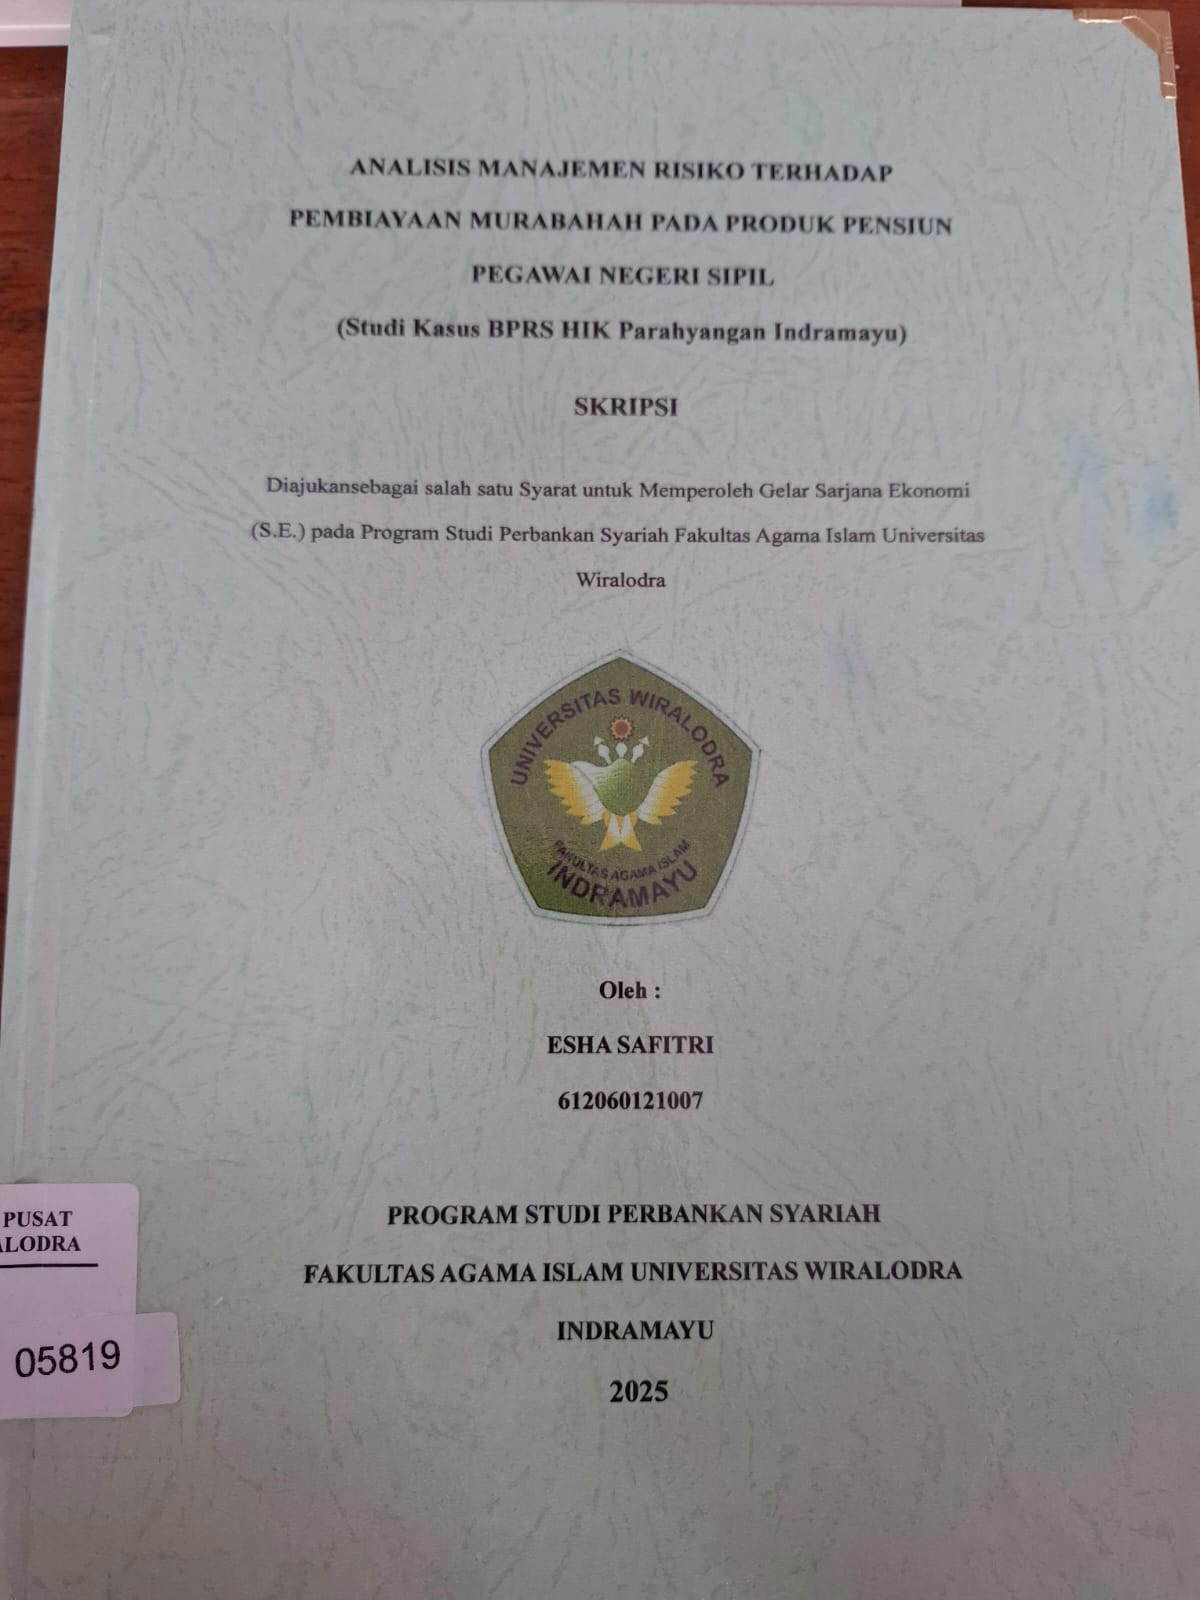 ANALISIS MANAJEMEN RISIKO TERHADAP
PEMBIAYAAN MURABAHAH PADA PRODUK PENSIUN
PEGAWAI NEGERI SIPIL
(Studi Kasus BPRS HIK Parahyangan Indramayu)
SKRIPSI
Diajukansebagai salah satu Syarat untuk Memperoleh Gelar Sarjana Ekonomi
(S.E.) pada Program Studi Perbankan Syariah Fakultas Agama Islam Universitas
Wiralodra
UNIVERSITAS WIRALODRA
FAKULTAS AGAMA ISLAM
INDRAMAYU
Oleh :
ESHA SAFITRI
612060121007
PROGRAM STUDI PERBANKAN SYARIAH
FAKULTAS AGAMA ISLAM UNIVERSITAS WIRALODRA
INDRAMAYU
2025
PUSAT
ALODRA
05819